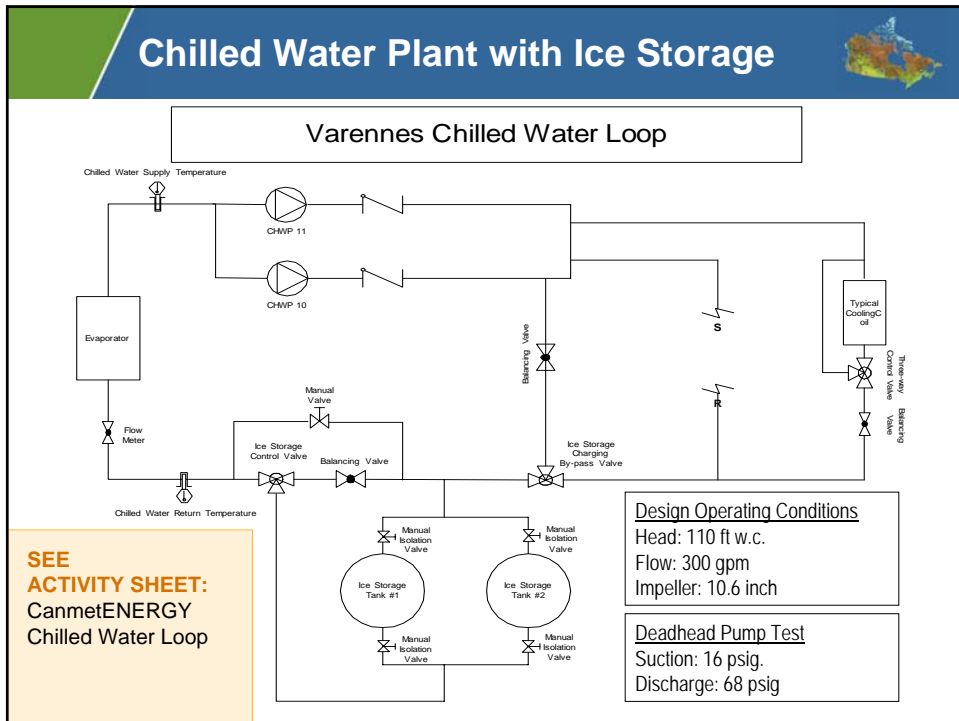 Chilled Water Plant with Ice Storage
Varennes Chilled Water Loop
Chilled Water Supply Temperature
CHWP 11
CHWP 10
Evaporator
Balancing Valve
S
R
Typical
CoolingC
oil
Three-way
Control Valve
Balancing
Valve
Flow
Meter
Manual
Valve
Ice Storage
Control Valve
Balancing Valve
Ice Storage
Charging
By-pass Valve
Chilled Water Return Temperature
Manual
Isolation
Valve
Manual
Isolation
Valve
Ice Storage
Tank #1
Ice Storage
Tank #2
Manual
Isolation
Valve
Manual
Isolation
Valve
SEE
ACTIVITY SHEET:
CanmetENERGY
Chilled Water Loop
Design Operating Conditions
Head: 110 ft w.c.
Flow: 300 gpm
Impeller: 10.6 inch
Deadhead Pump Test
Suction: 16 psig.
Discharge: 68 psig